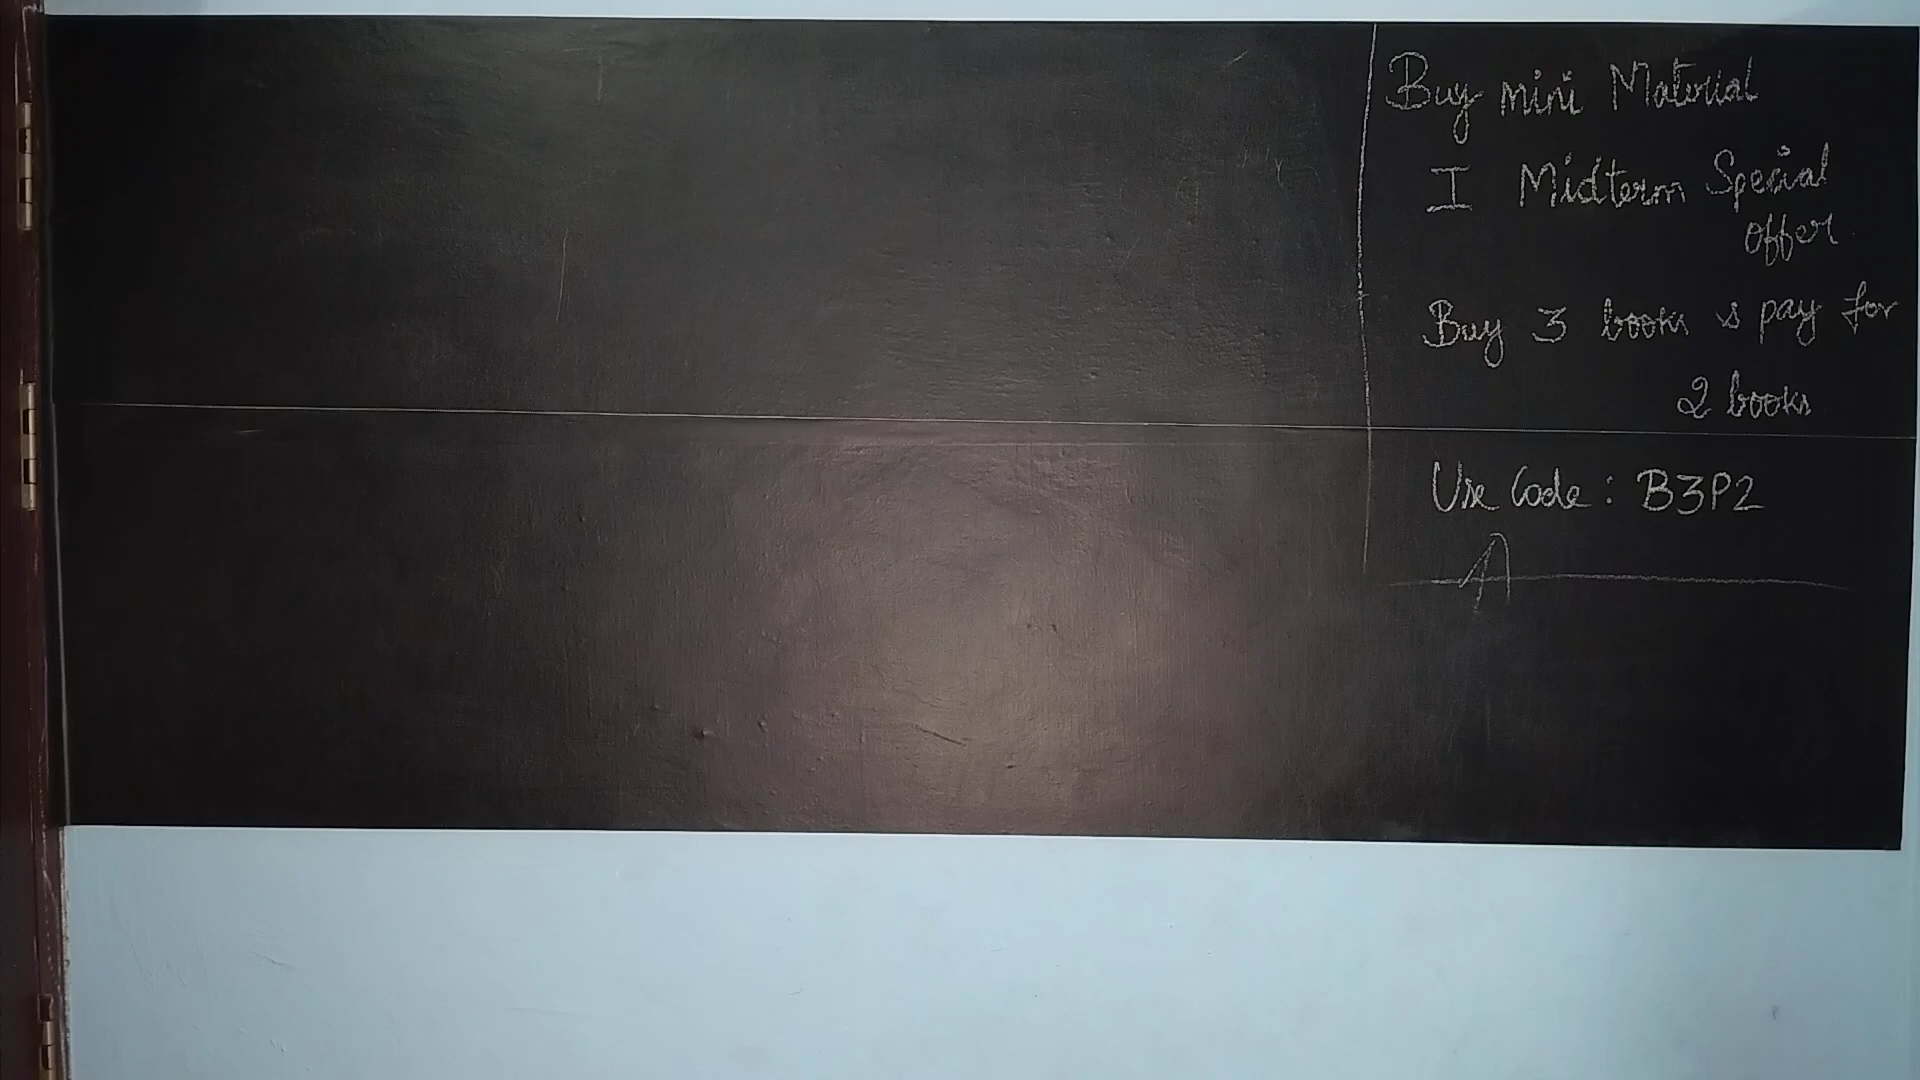 Buy mini Material
I Midterm Special
offer
Buy 3 books & pay for
2 books
Use Code : B3P2